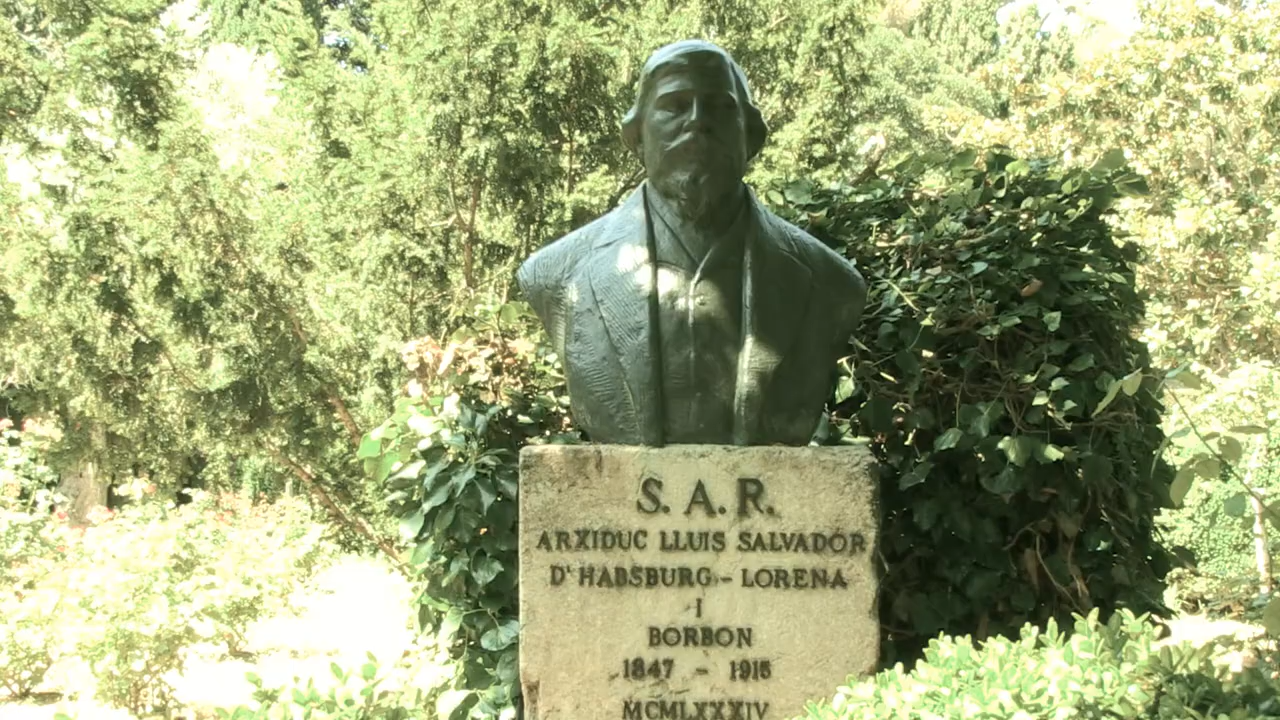 S. A. R.
ARXIDUC LLUIS SALVADOR
D'HABSBURG - LORENA
I
BORBON
1847 - 1915
MCMLXXXIV